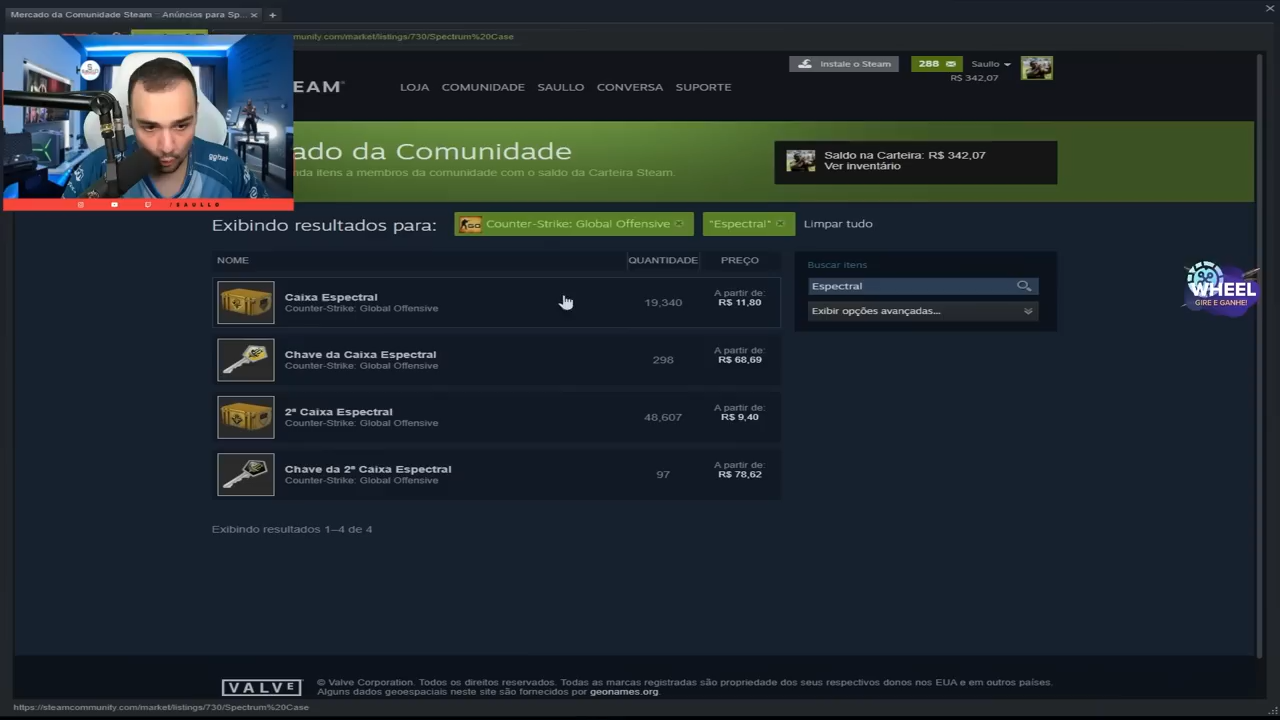 Mercado da Comunidade Steam :: Anúncios para Sp...
munity.com/market/listings/730/Spectrum%20Case
Instale o Steam
288
Saullo
R$ 342,07
EAM
LOJA COMUNIDADE SAULLO CONVERSA SUPORTE
ado da Comunidade
nda itens a membros da comunidade com o saldo da Carteira Steam.
Saldo na Carteira: R$ 342,07
Ver inventário
/XAULLO
Exibindo resultados para:
Counter-Strike: Global Offensive
"Espectral"
Limpar tudo
NOME QUANTIDADE PREÇO
Caixa Espectral
Counter-Strike: Global Offensive
19,340
A partir de:
R$ 11,80
Chave da Caixa Espectral
Counter-Strike: Global Offensive
298
A partir de:
R$ 68,69
2ª Caixa Espectral
Counter-Strike: Global Offensive
48,607
A partir de:
R$ 9,40
Chave da 2ª Caixa Espectral
Counter-Strike: Global Offensive
97
A partir de:
R$ 78,62
Exibindo resultados 1–4 de 4
Buscar itens
Espectral
Exibir opções avançadas...
WHEEL
GIRE E GANHE!
VALVE
© Valve Corporation. Todos os direitos reservados. Todas as marcas registradas são propriedade dos seus respectivos donos nos EUA e em outros países.
Alguns dados geoespaciais neste site são fornecidos por geonames.org.
https://steamcommunity.com/market/listings/730/Spectrum%20Case